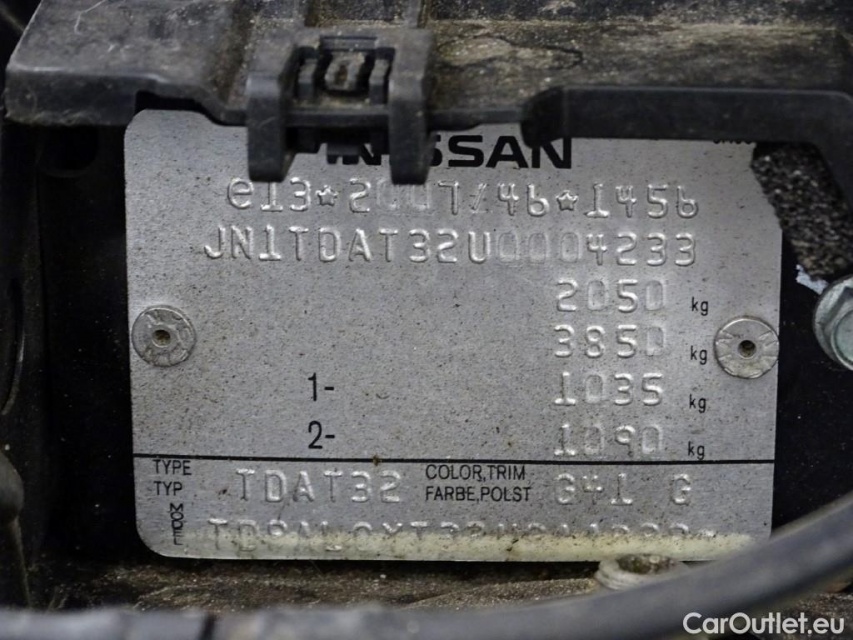 NISSAN
e13*2007/46*1456
JN1TDAT32U0004233
2050 kg
3850 kg
1- 1035 kg
2- 1090 kg
TYPE
TYP TDAT32 COLOR,TRIM
FARBE,POLST G41 G
MODELE
CarOutlet.eu